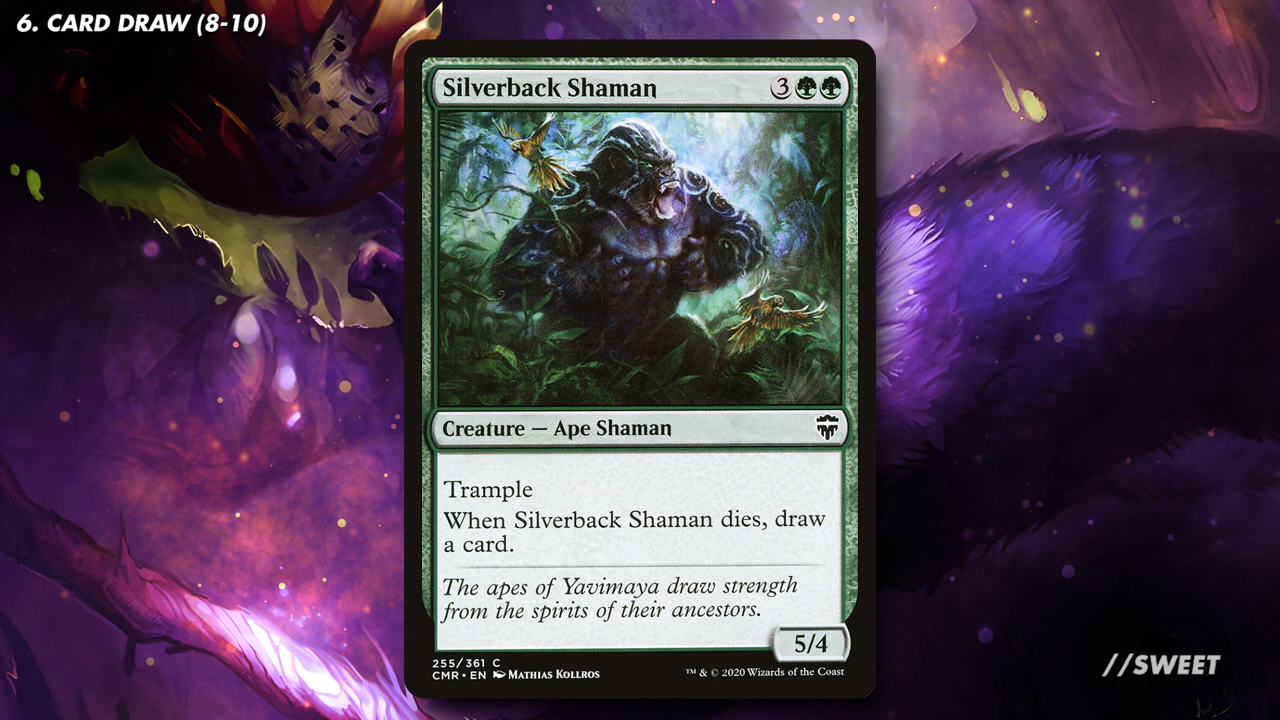 6. CARD DRAW (8-10)
Silverback Shaman 3
Creature — Ape Shaman
Trample
When Silverback Shaman dies, draw
a card.
The apes of Yavimaya draw strength
from the spirits of their ancestors.
5/4
255/361 C
CMR • EN Mathias Kollros
™ & © 2020 Wizards of the Coast
//SWEET